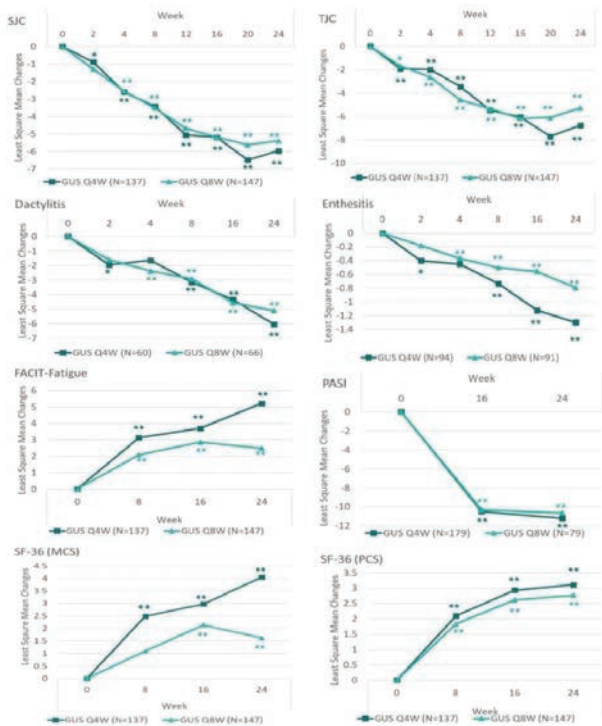 SJC
Week
0 2 4 8 12 16 20 24
Least Square Mean Changes
0
-1
-2
-3
-4
-5
-6
-7
* ** ** ** ** ** **
** ** ** ** ** **
GUS Q4W (N=137) GUS Q8W (N=147)
TJC
Week
0 2 4 8 12 16 20 24
Least Square Mean Changes
0
-2
-4
-6
-8
-10
* ** ** ** ** ** **
** ** ** ** ** ** **
GUS Q4W (N=137) GUS Q8W (N=147)
Dactylitis
Week
0 2 4 8 16 24
Least Square Mean Changes
0
-1
-2
-3
-4
-5
-6
-7
* ** ** ** **
** ** **
GUS Q4W (N=60) GUS Q8W (N=66)
Enthesitis
Week
0 2 4 8 16 24
Least Square Mean Changes
0
-0.2
-0.4
-0.6
-0.8
-1
-1.2
-1.4
* ** ** ** **
** ** **
GUS Q4W (N=94) GUS Q8W (N=91)
FACIT-Fatigue
Least Square Mean Changes
6
5
4
3
2
1
0
** ** **
** ** **
0 8 16 24
Week
GUS Q4W (N=137) GUS Q8W (N=147)
PASI
Week
0 16 24
Least Square Mean Changes
0
-2
-4
-6
-8
-10
-12
** **
** **
GUS Q4W (N=179) GUS Q8W (N=79)
SF-36 (MCS)
Least Square Mean Changes
4.5
4
3.5
3
2.5
2
1.5
1
0.5
0
** ** **
** **
0 8 16 24
Week
GUS Q4W (N=137) GUS Q8W (N=147)
SF-36 (PCS)
Least Square Mean Changes
3.5
3
2.5
2
1.5
1
0.5
0
** ** **
** ** **
0 8 16 24
Week
GUS Q4W (N=137) GUS Q8W (N=147)